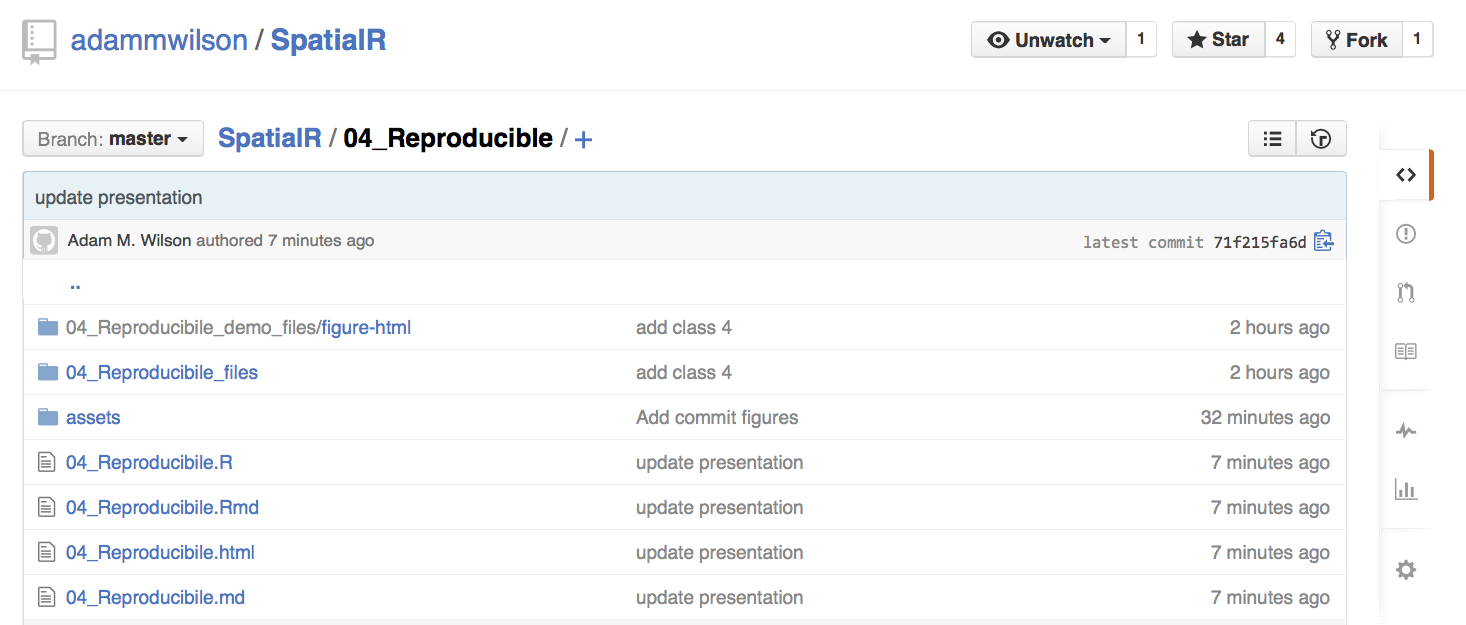 adammwilson / SpatialR
Unwatch 1 Star 4 Fork 1
Branch: master SpatialR / 04_Reproducible / +
update presentation
Adam M. Wilson authored 7 minutes ago latest commit 71f215fa6d
..
04_Reproducibile_demo_files/figure-html add class 4 2 hours ago
04_Reproducibile_files add class 4 2 hours ago
assets Add commit figures 32 minutes ago
04_Reproducibile.R update presentation 7 minutes ago
04_Reproducibile.Rmd update presentation 7 minutes ago
04_Reproducibile.html update presentation 7 minutes ago
04_Reproducibile.md update presentation 7 minutes ago